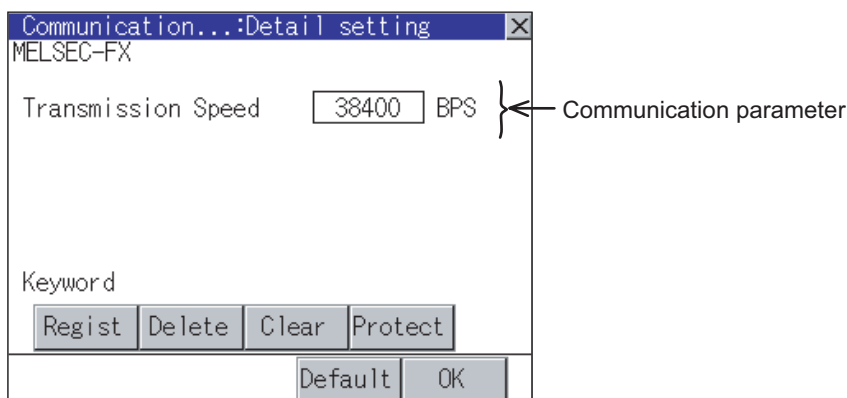 Communication...:Detail setting
MELSEC-FX
Transmission Speed 38400 BPS
Communication parameter
Keyword
Regist Delete Clear Protect
Default OK